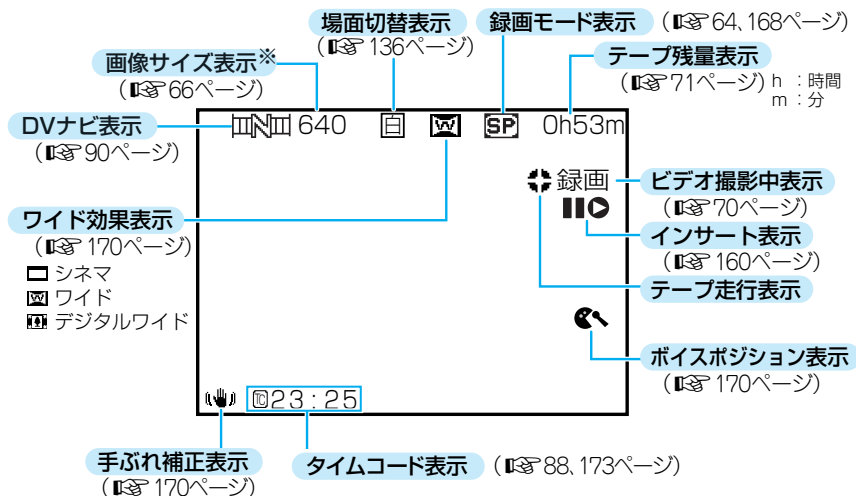 場面切替表示
(☞136ページ)
録画モード表示 (☞64、168ページ)
画像サイズ表示※
(☞66ページ)
テープ残量表示
(☞71ページ) h :時間
m :分
DVナビ表示
(☞90ページ)
N 640 日 W SP 0h53m
録画
ビデオ撮影中表示
(☞70ページ)
ワイド効果表示
(☞170ページ)
シネマ
W ワイド
デジタルワイド
インサート表示
(☞160ページ)
テープ走行表示
ボイスポジション表示
(☞170ページ)
TC 23:25
手ぶれ補正表示
(☞170ページ)
タイムコード表示 (☞88、173ページ)